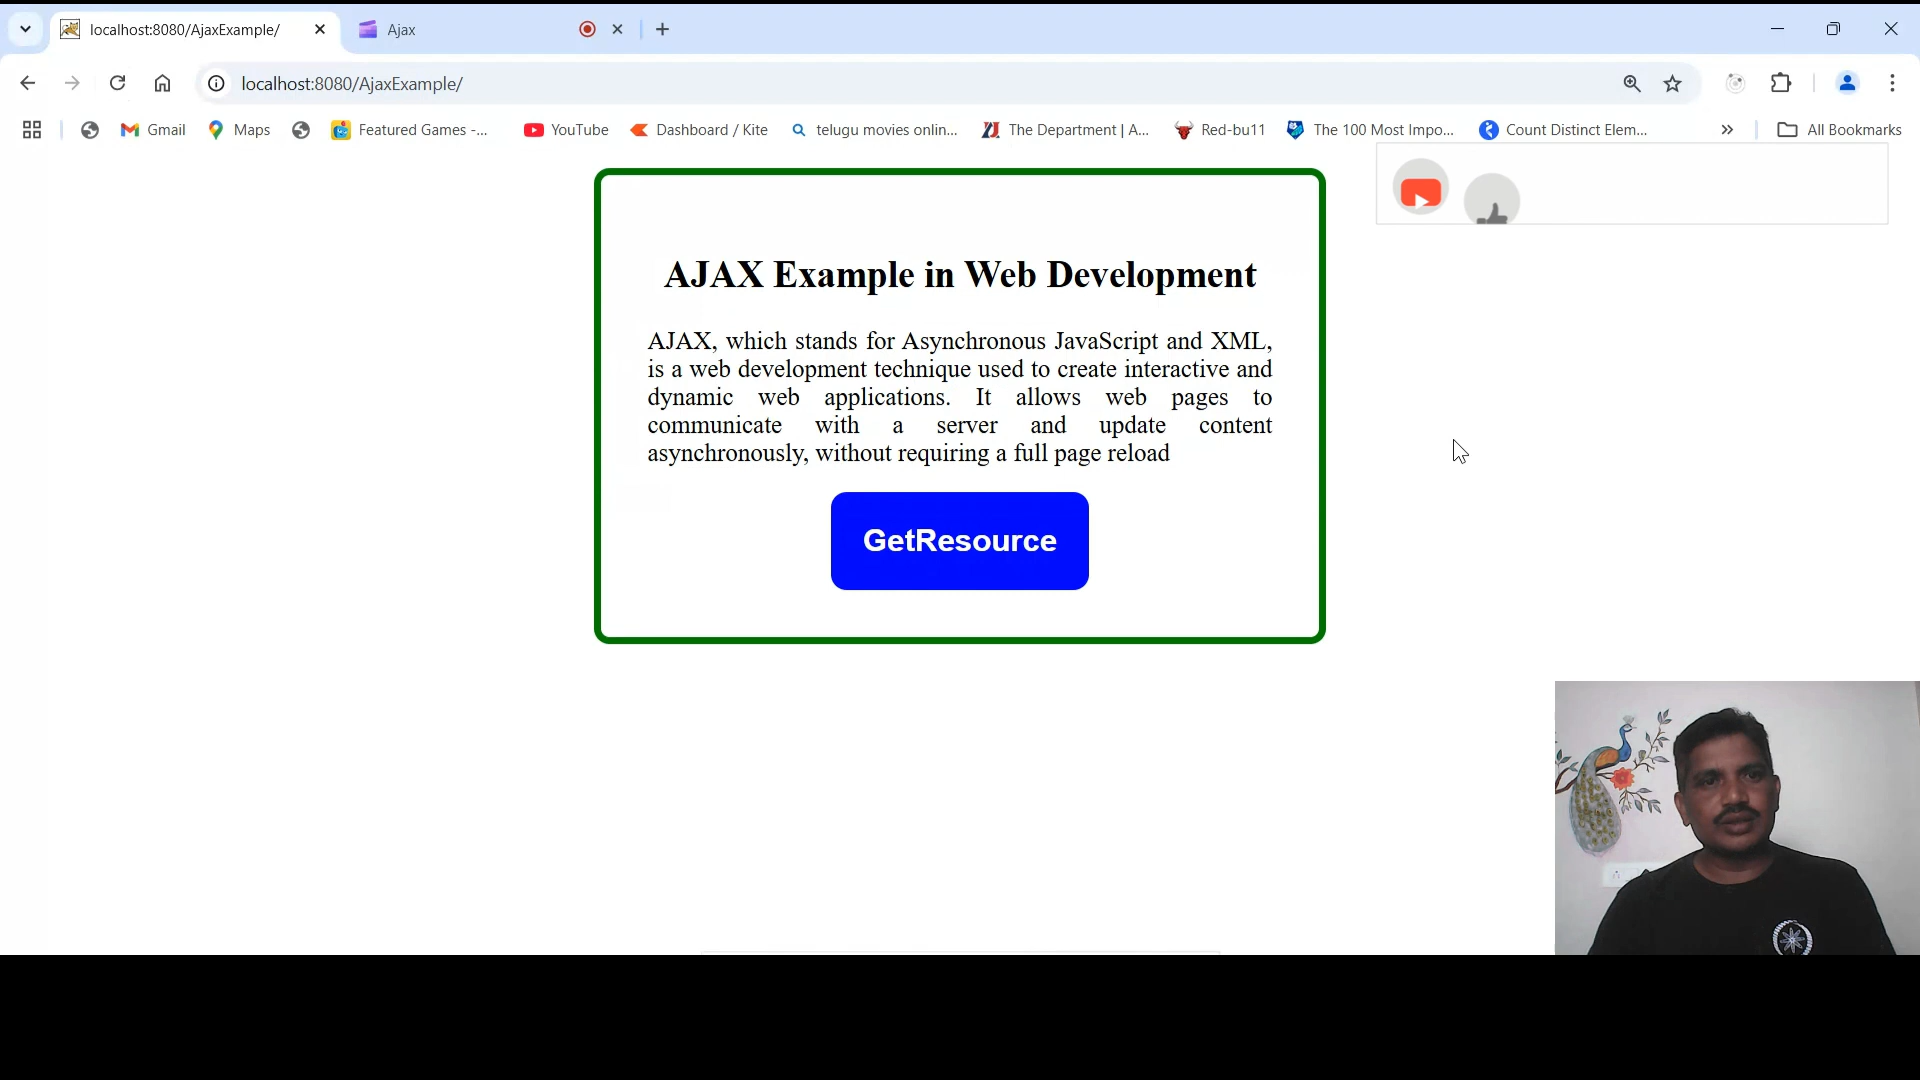 localhost:8080/AjaxExample/
Ajax
localhost:8080/AjaxExample/
Gmail
Maps
Featured Games -...
YouTube
Dashboard / Kite
telugu movies onlin...
The Department | A...
Red-bu11
The 100 Most Impo...
Count Distinct Elem...
All Bookmarks
AJAX Example in Web Development
AJAX, which stands for Asynchronous JavaScript and XML,
is a web development technique used to create interactive and
dynamic web applications. It allows web pages to
communicate with a server and update content
asynchronously, without requiring a full page reload
GetResource